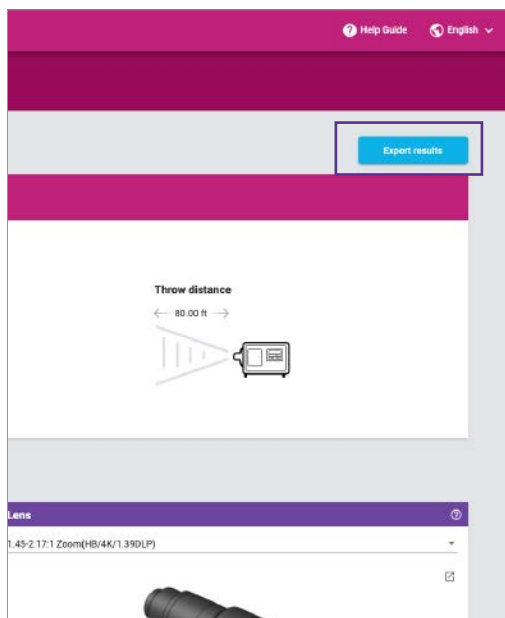 Help Guide English
Export results
Throw distance
80.00 ft
Lens
1.45-2.17:1 Zoom(HB/4K/1.39DLP)